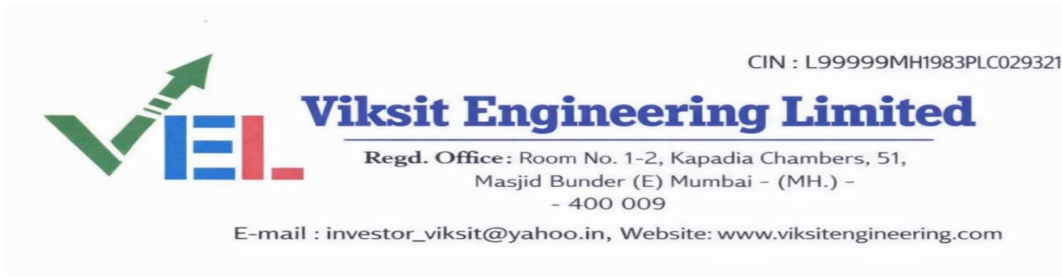 CIN : L99999MH1983PLC029321
VEL
Viksit Engineering Limited
Regd. Office: Room No. 1-2, Kapadia Chambers, 51,
Masjid Bunder (E) Mumbai - (MH.) -
- 400 009
E-mail : investor_viksit@yahoo.in, Website: www.viksitengineering.com